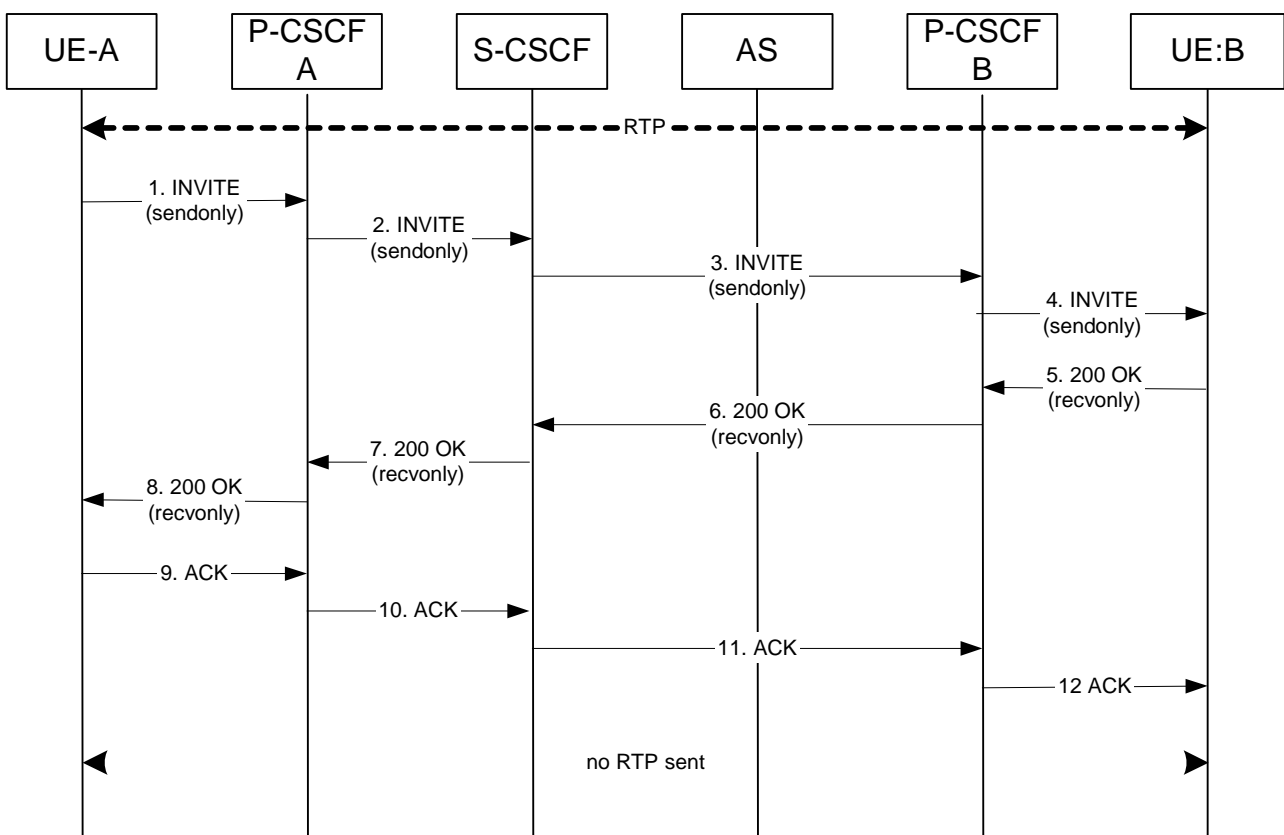 UE-A
P-CSCF
A
S-CSCF
AS
P-CSCF
B
UE:B
RTP
1. INVITE
(sendonly)
2. INVITE
(sendonly)
3. INVITE
(sendonly)
4. INVITE
(sendonly)
5. 200 OK
(recvonly)
6. 200 OK
(recvonly)
7. 200 OK
(recvonly)
8. 200 OK
(recvonly)
9. ACK
10. ACK
11. ACK
12 ACK
no RTP sent